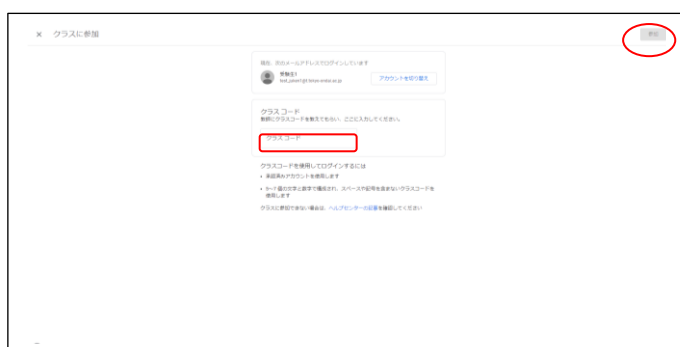 × クラスに参加
参加
現在、次のメールアドレスでログインしています
受験生1
アカウントを切り替え
クラス コード
教師にクラスコードを教えてもらい、ここに入力してください。
クラス コード
クラスコードを使用してログインするには
• 承認済みアカウントを使用します
• 5～7 個の文字と数字で構成され、スペースや記号を含まないクラスコードを
使用します
クラスに参加できない場合は、ヘルプセンターの記事を確認してください